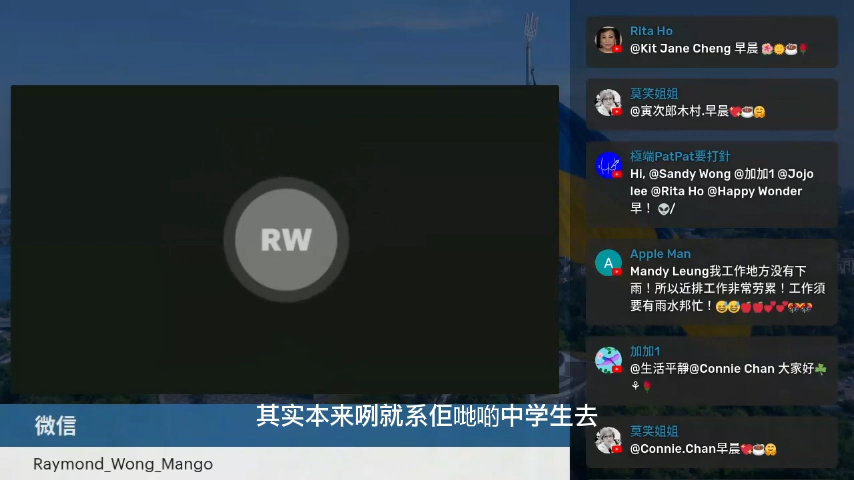 RW
其实本来咧就系佢哋啲中学生去
微信
Raymond_Wong_Mango
Rita Ho
@Kit Jane Cheng 早晨 🌺🌼☕🌹
莫笑姐姐
@寅次郎木村.早晨💖☕🤗
極端PatPat要打針
Hi, @Sandy Wong @加加1 @Jojo
lee @Rita Ho @Happy Wonder
早！ 👽/
A
Apple Man
Mandy Leung我工作地方没有下
雨！所以近排工作非常劳累！工作須
要有雨水邦忙！😅😅🍎🍎💕💕🎊🎊
加加1
@生活平靜@Connie Chan 大家好☘️
⚘🌹
莫笑姐姐
@Connie.Chan早晨💖☕🤗